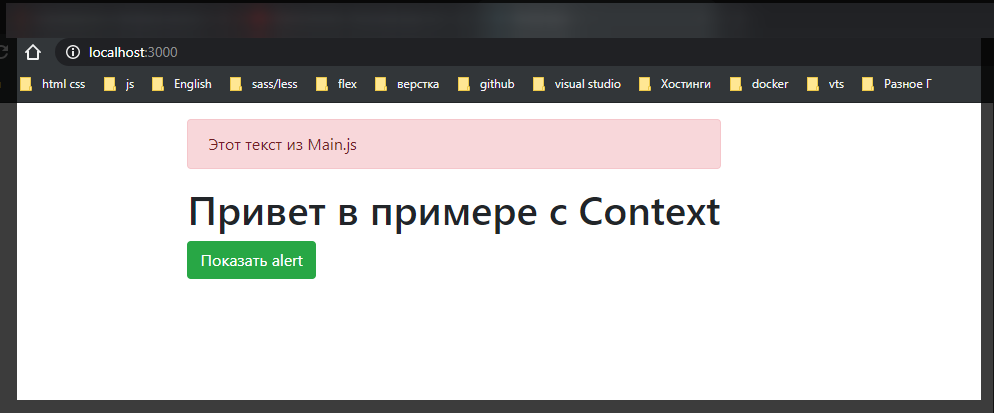 localhost:3000
html css js English sass/less flex верстка github visual studio Хостинги docker vts Разное Г
Этот текст из Main.js
Привет в примере с Context
Показать alert